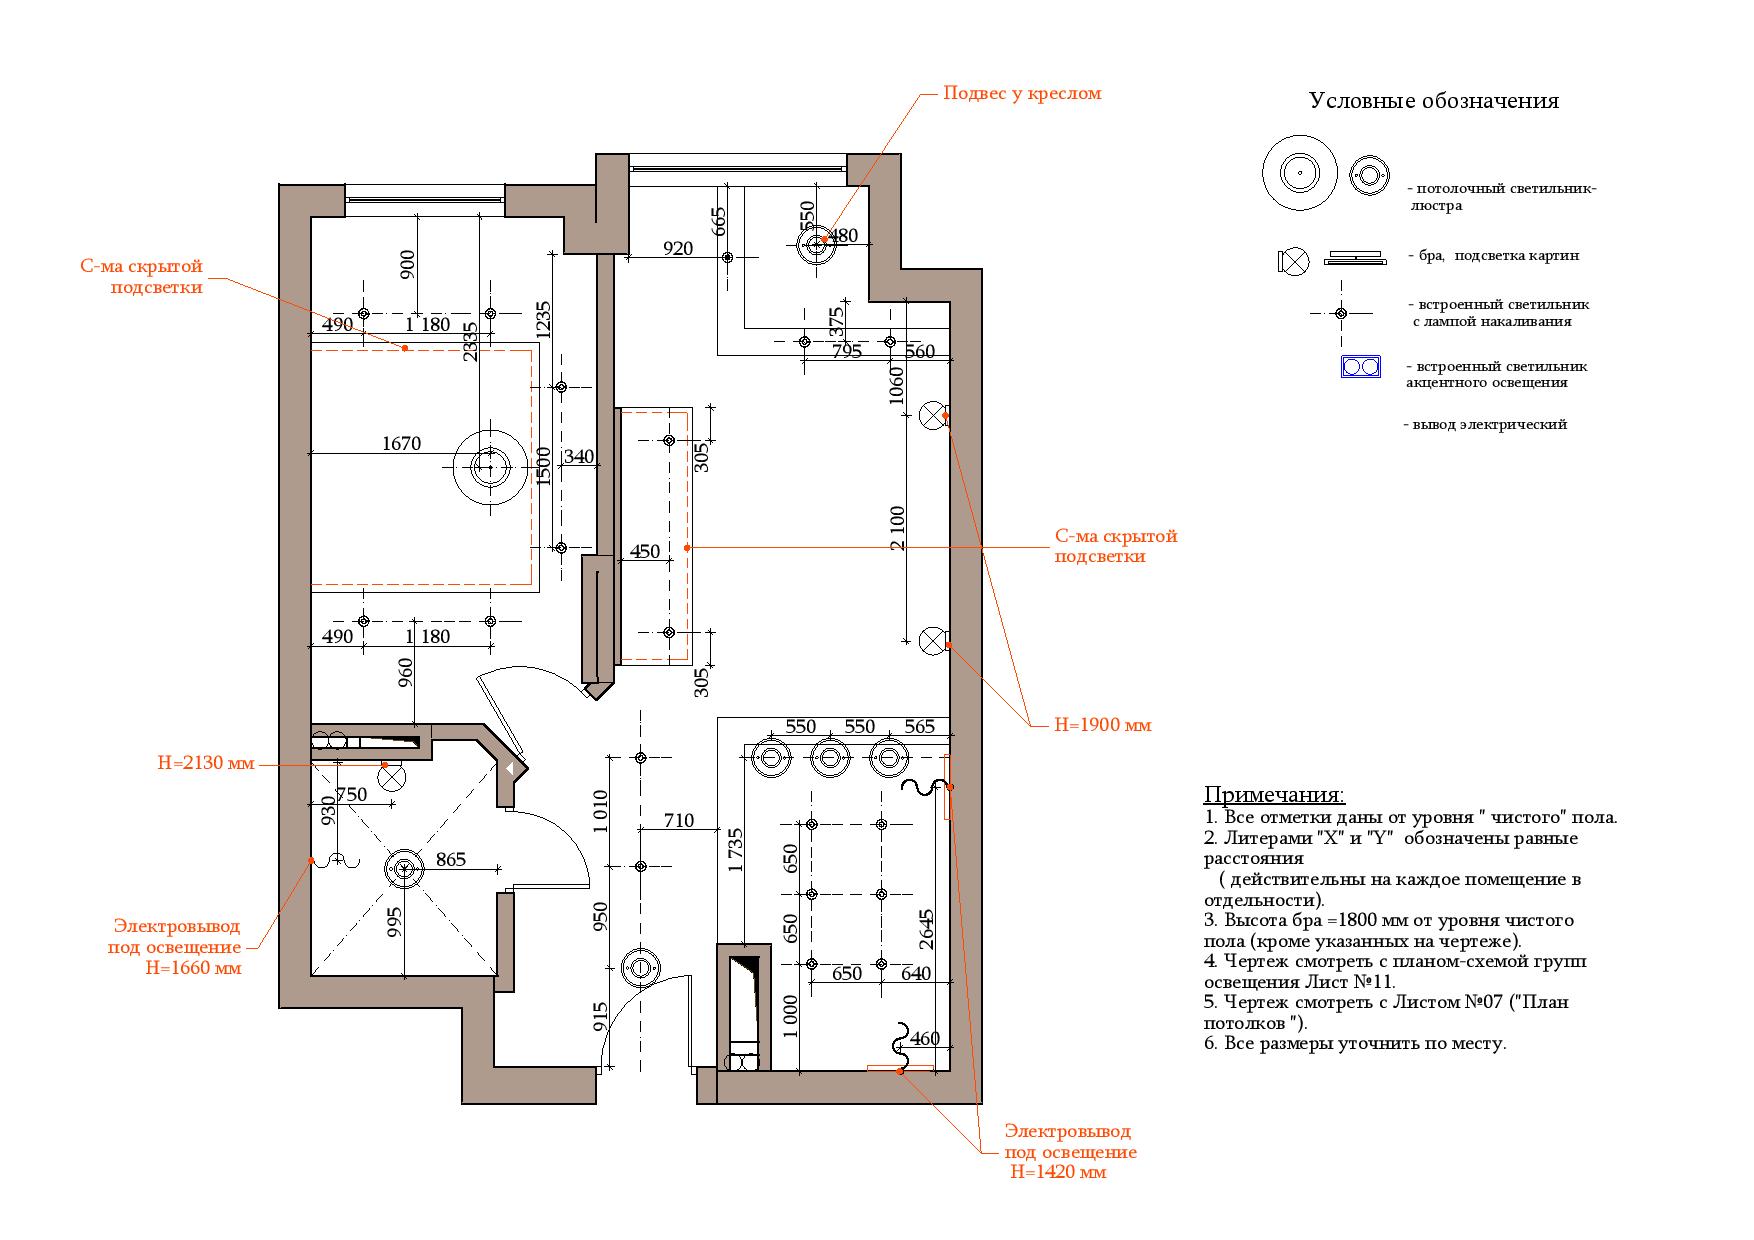 Подвес у креслом
Условные обозначения
- потолочный светильник-
люстра
- бра, подсветка картин
- встроенный светильник
с лампой накаливания
- встроенный светильник
акцентного освещения
- вывод электрический
С-ма скрытой
подсветки
С-ма скрытой
подсветки
H=1900 мм
H=2130 мм
Электровывод
под освещение
H=1660 мм
Электровывод
под освещение
H=1420 мм
Примечания:
1. Все отметки даны от уровня " чистого" пола.
2. Литерами "X" и "Y" обозначены равные
расстояния
( действительны на каждое помещение в
отдельности).
3. Высота бра =1800 мм от уровня чистого
пола (кроме указанных на чертеже).
4. Чертеж смотреть с планом-схемой групп
освещения Лист №11.
5. Чертеж смотреть с Листом №07 ("План
потолков ").
6. Все размеры уточнить по месту.
900
490
1 180
2335
1235
1670
1500
340
490
1 180
960
665
550
480
920
375
795
560
1060
305
450
2 100
305
550
550
565
750
930
865
995
1 010
710
950
915
1 735
650
650
2645
650
640
1 000
460